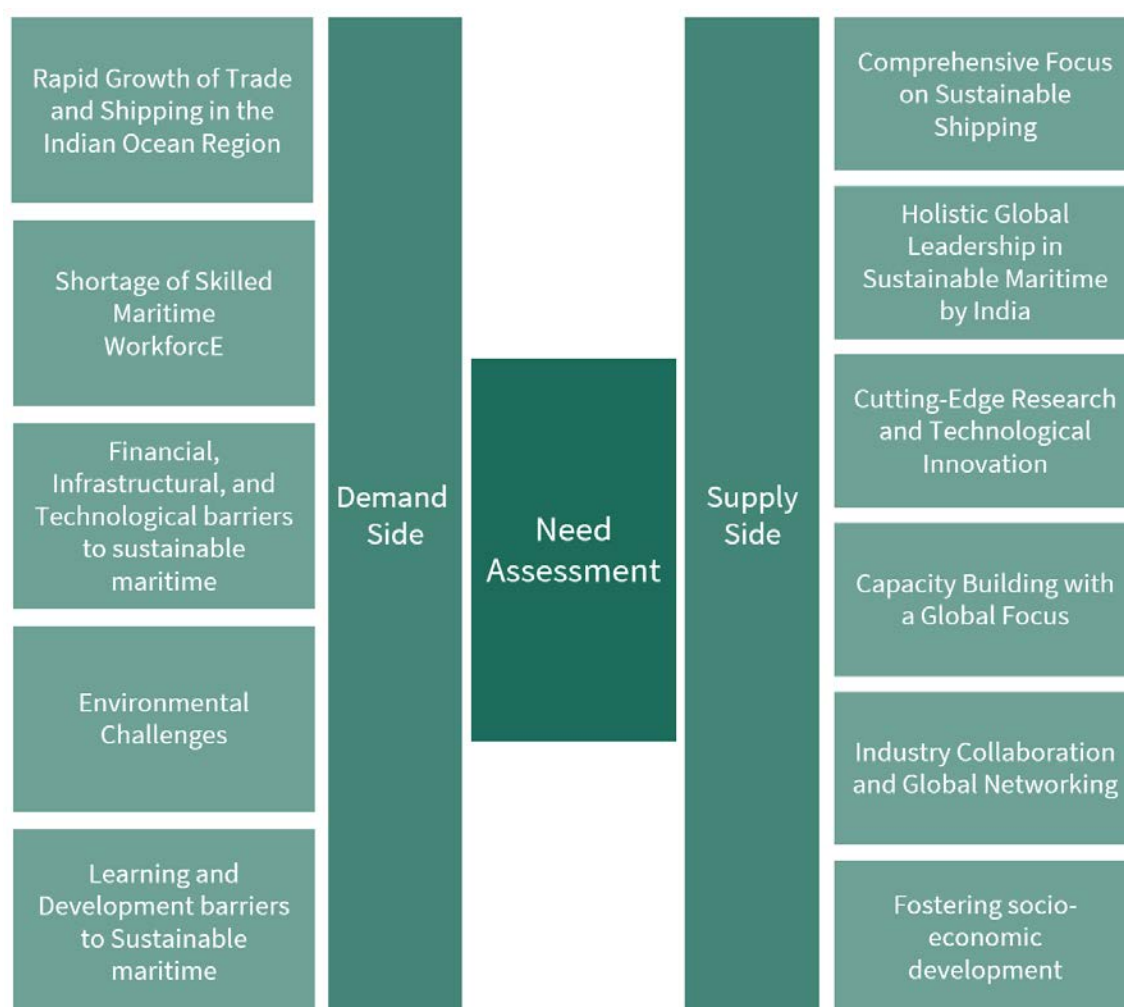 Rapid Growth of Trade
and Shipping in the
Indian Ocean Region
Shortage of Skilled
Maritime
WorkforcE
Financial,
Infrastructural, and
Technological barriers
to sustainable
maritime
Environmental
Challenges
Learning and
Development barriers
to Sustainable
maritime
Demand
Side
Need
Assessment
Supply
Side
Comprehensive Focus
on Sustainable
Shipping
Holistic Global
Leadership in
Sustainable Maritime
by India
Cutting-Edge Research
and Technological
Innovation
Capacity Building with
a Global Focus
Industry Collaboration
and Global Networking
Fostering socio-
economic
development